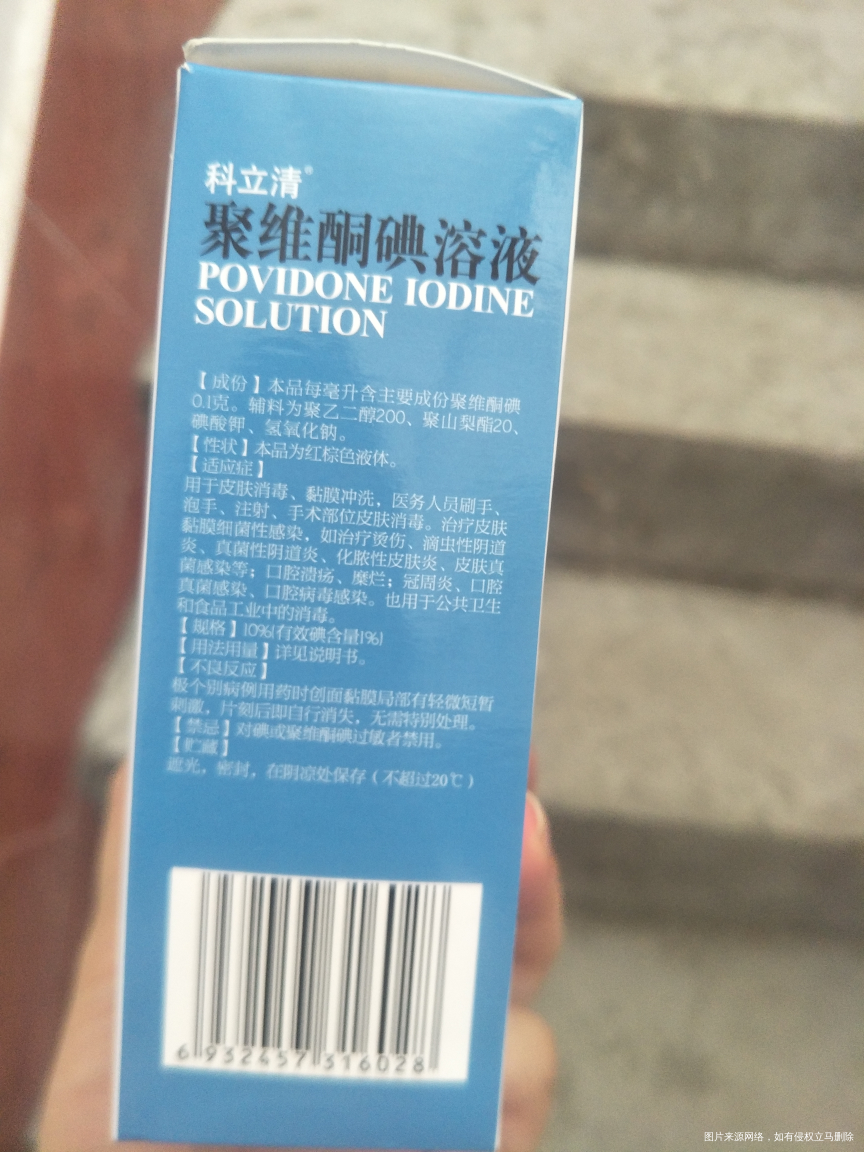 科立清®
聚维酮碘溶液
POVIDONE IODINE
SOLUTION
【成份】本品每毫升含主要成份聚维酮碘
0.1克。辅料为聚乙二醇200、聚山梨酯20、
碘酸钾、氢氧化钠。
【性状】本品为红棕色液体。
【适应症】
用于皮肤消毒、黏膜冲洗，医务人员刷手、
泡手、注射、手术部位皮肤消毒。治疗皮肤
黏膜细菌性感染，如治疗烫伤、滴虫性阴道
炎、真菌性阴道炎、化脓性皮肤炎、皮肤真
菌感染等；口腔溃疡、糜烂；冠周炎、口腔
真菌感染、口腔病毒感染。也用于公共卫生
和食品工业中的消毒。
【规格】10%(有效碘含量1%)
【用法用量】详见说明书。
【不良反应】
极个别病例用药时创面黏膜局部有轻微短暂
刺激，片刻后即自行消失，无需特别处理。
【禁忌】对碘或聚维酮碘过敏者禁用。
【贮藏】
遮光，密封，在阴凉处保存（不超过20℃）
6 932457 316028
图片来源网络，如有侵权立马删除